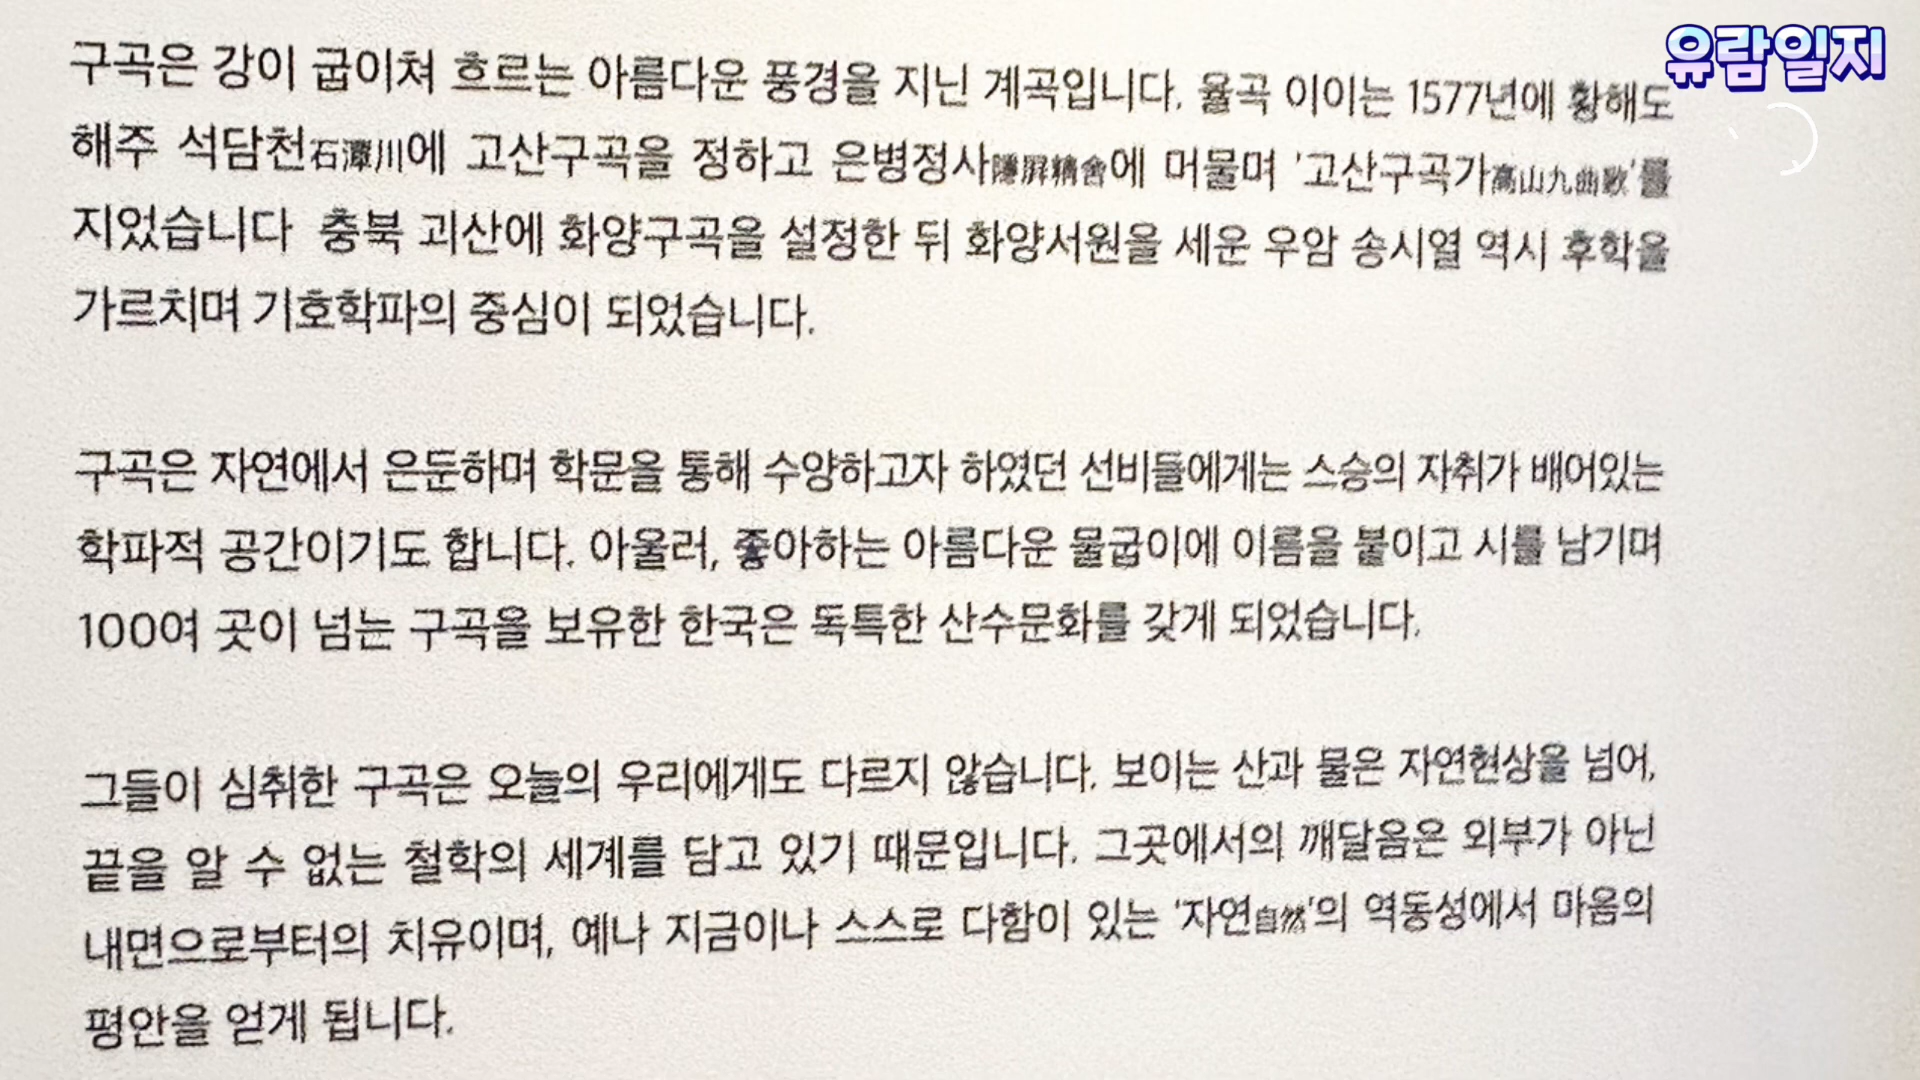 유람일지
구곡은 강이 굽이쳐 흐르는 아름다운 풍경을 지닌 계곡입니다. 율곡 이이는 1577년에 황해도
해주 석담천石潭川에 고산구곡을 정하고 은병정사隱屛精舍에 머물며 '고산구곡가高山九曲歌'를
지었습니다 충북 괴산에 화양구곡을 설정한 뒤 화양서원을 세운 우암 송시열 역시 후학을
가르치며 기호학파의 중심이 되었습니다.
구곡은 자연에서 은둔하며 학문을 통해 수양하고자 하였던 선비들에게는 스승의 자취가 배어있는
학파적 공간이기도 합니다. 아울러, 좋아하는 아름다운 물굽이에 이름을 붙이고 시를 남기며
100여 곳이 넘는 구곡을 보유한 한국은 독특한 산수문화를 갖게 되었습니다.
그들이 심취한 구곡은 오늘의 우리에게도 다르지 않습니다. 보이는 산과 물은 자연현상을 넘어,
끝을 알 수 없는 철학의 세계를 담고 있기 때문입니다. 그곳에서의 깨달음은 외부가 아닌
내면으로부터의 치유이며, 예나 지금이나 스스로 다함이 있는 '자연自然'의 역동성에서 마음의
평안을 얻게 됩니다.